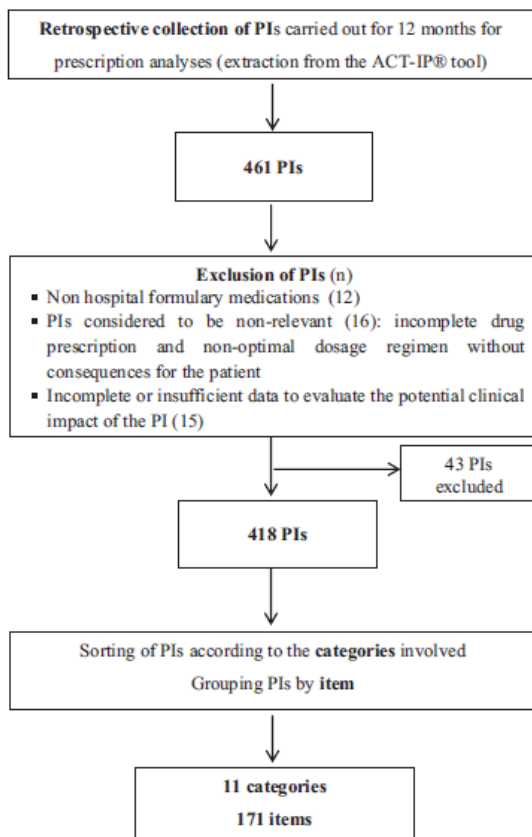 Retrospective collection of PIs carried out for 12 months for
prescription analyses (extraction from the ACT-IP® tool)
461 PIs
Exclusion of PIs (n)
▪ Non hospital formulary medications (12)
▪ PIs considered to be non-relevant (16): incomplete drug
prescription and non-optimal dosage regimen without
consequences for the patient
▪ Incomplete or insufficient data to evaluate the potential clinical
impact of the PI (15)
43 PIs
excluded
418 PIs
Sorting of PIs according to the categories involved
Grouping PIs by item
11 categories
171 items